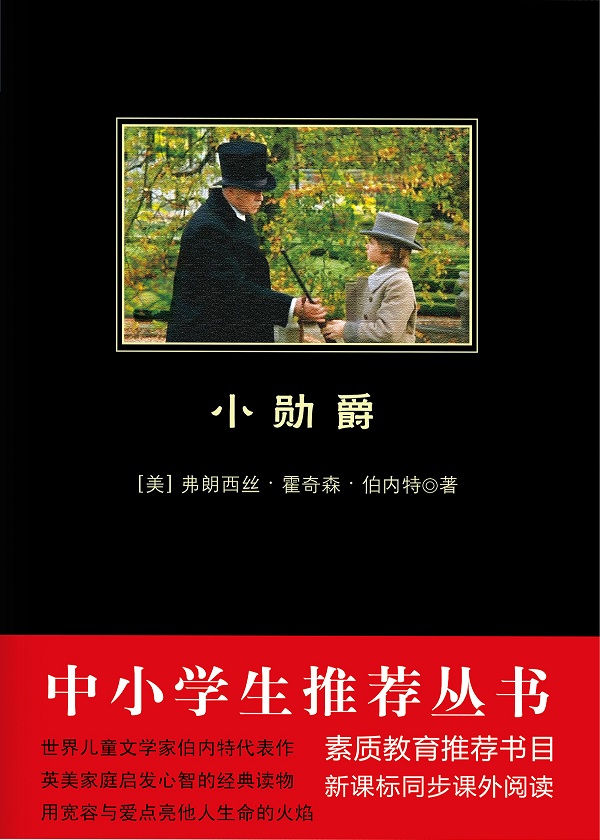 小勋爵
[美] 弗朗西丝·霍奇森·伯内特◎著
中小学生推荐丛书
世界儿童文学家伯内特代表作
英美家庭启发心智的经典读物
用宽容与爱点亮他人生命的火焰
素质教育推荐书目
新课标同步课外阅读